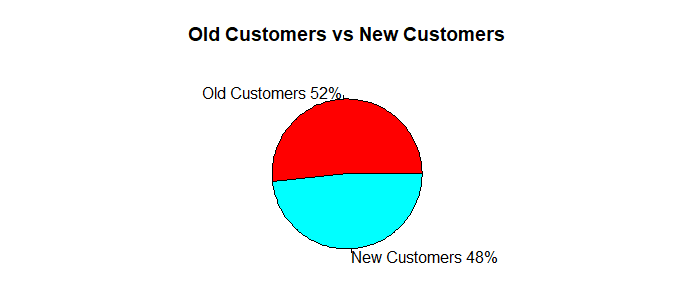 Old Customers vs New Customers
Old Customers 52%
New Customers 48%